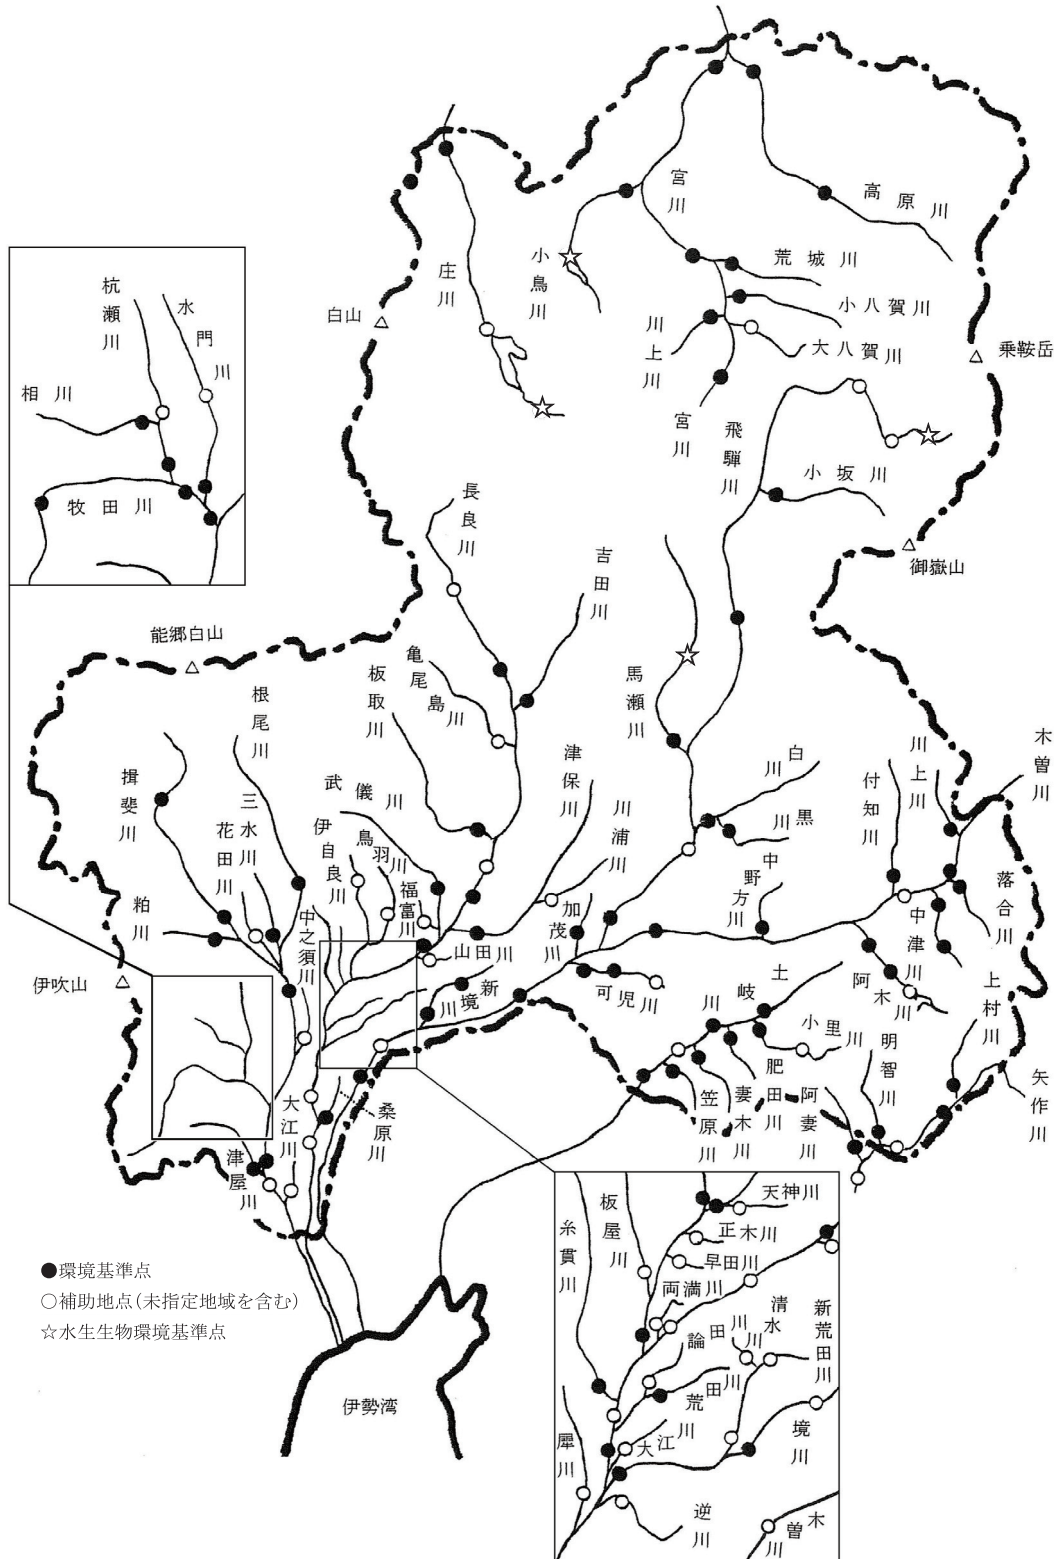 宮川
高原川
荒城川
小鳥川
庄川
小八賀川
白山
川上川
大八賀川
乗鞍岳
宮川
飛騨川
小坂川
御嶽山
杭瀬川
水門川
相川
牧田川
長良川
吉田川
能郷白山
亀尾島川
板取川
根尾川
馬瀬川
揖斐川
三水川
花田川
武儀川
伊自良川
鳥羽川
福富川
津保川
川浦川
白川
黒川
中野方川
付知川
川上川
木曽川
落合川
粕川
中之須川
山田川
加茂川
中津川
阿木川
伊吹山
新境川
可児川
土岐川
小里川
明智川
上村川
矢作川
大江川
桑原川
笠原川
妻木川
肥田川
阿妻川
津屋川
●環境基準点
○補助地点(未指定地域を含む)
☆水生生物環境基準点
伊勢湾
糸貫川
板屋川
天神川
正木川
早田川
両満川
論田川
清水川
新荒田川
荒田川
境川
大江川
犀川
逆川
木曽川